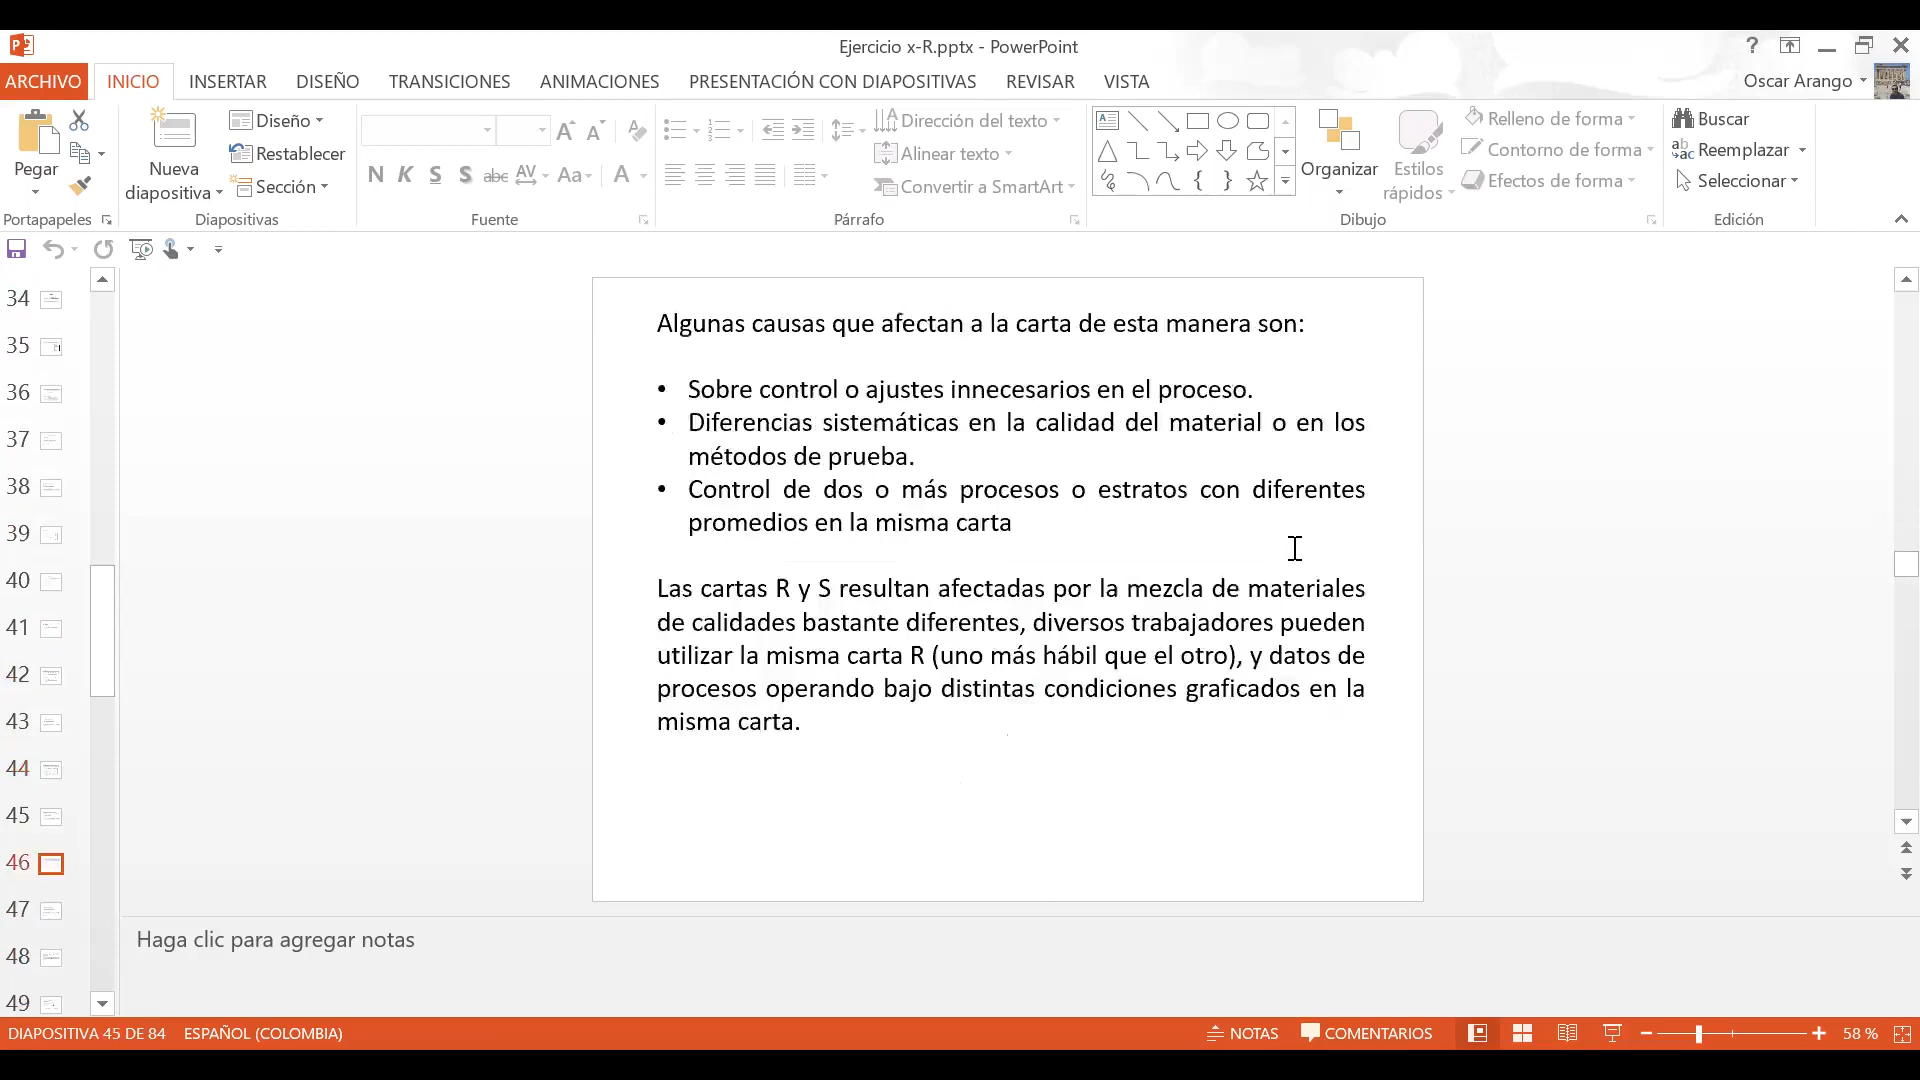 Ejercicio x-R.pptx - PowerPoint
?
ARCHIVO INICIO INSERTAR DISEÑO TRANSICIONES ANIMACIONES PRESENTACIÓN CON DIAPOSITIVAS REVISAR VISTA
Oscar Arango
Pegar
Portapapeles
Nueva
diapositiva
Diseño
Restablecer
Sección
Diapositivas
N K S S abc AV Aa A
Fuente
Dirección del texto
Alinear texto
Convertir a SmartArt
Párrafo
Organizar
Estilos
rápidos
Relleno de forma
Contorno de forma
Efectos de forma
Dibujo
Buscar
Reemplazar
Seleccionar
Edición
34
35
36
37
38
39
40
41
42
43
44
45
46
47
48
49
Algunas causas que afectan a la carta de esta manera son:
• Sobre control o ajustes innecesarios en el proceso.
• Diferencias sistemáticas en la calidad del material o en los
métodos de prueba.
• Control de dos o más procesos o estratos con diferentes
promedios en la misma carta
Las cartas R y S resultan afectadas por la mezcla de materiales
de calidades bastante diferentes, diversos trabajadores pueden
utilizar la misma carta R (uno más hábil que el otro), y datos de
procesos operando bajo distintas condiciones graficados en la
misma carta.
Haga clic para agregar notas
DIAPOSITIVA 45 DE 84 ESPAÑOL (COLOMBIA)
NOTAS COMENTARIOS 58 %